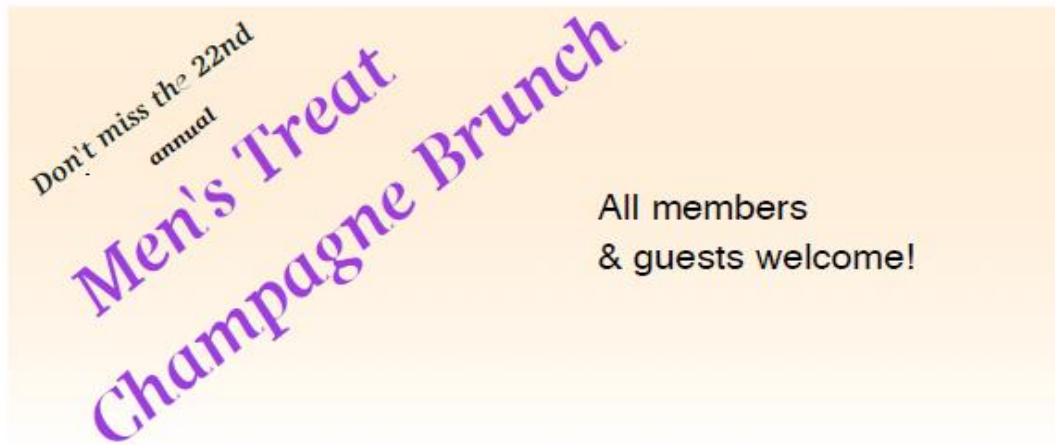 Don't miss the 22nd
annual
Men's Treat
Champagne Brunch
All members
& guests welcome!